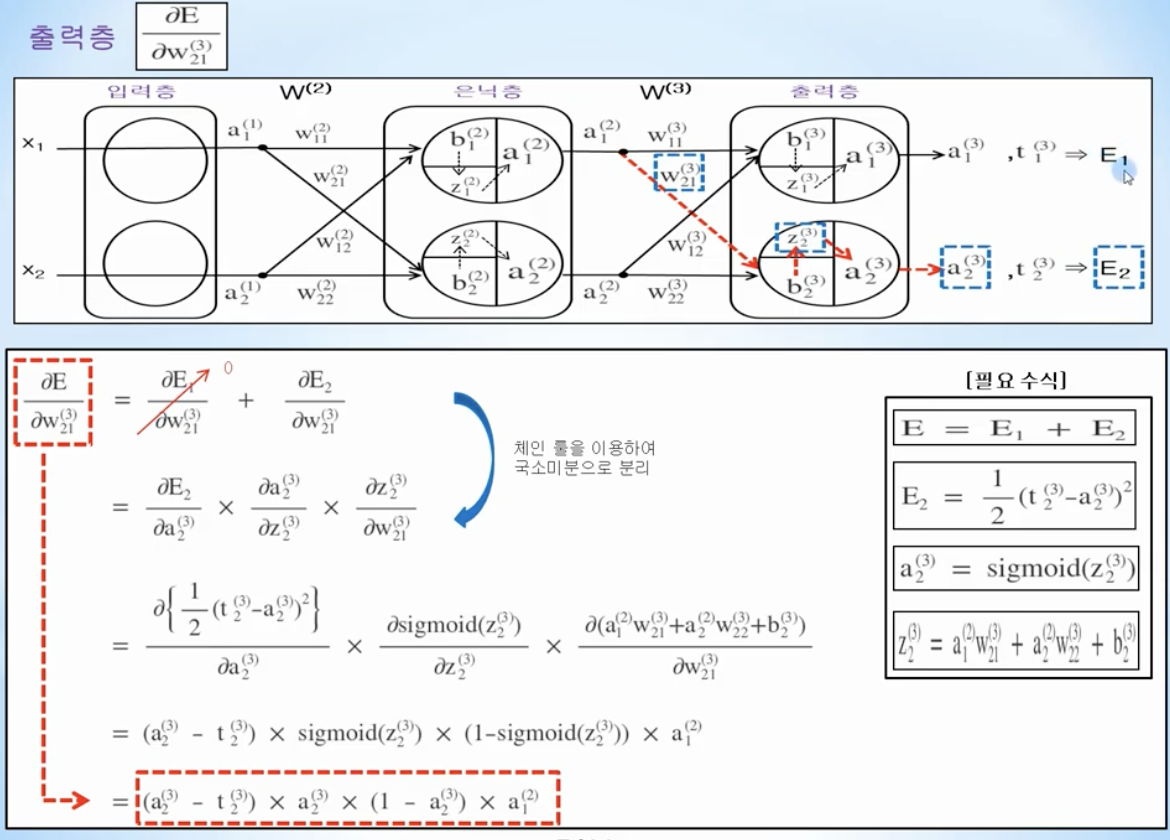 출력층 ∂E/∂w₂₁⁽³⁾
입력층 W⁽²⁾ 은닉층 W⁽³⁾ 출력층
x₁ a₁⁽¹⁾ w₁₁⁽²⁾ b₁⁽²⁾ z₁⁽²⁾ a₁⁽²⁾ a₁⁽²⁾ w₁₁⁽³⁾ b₁⁽³⁾ z₁⁽³⁾ a₁⁽³⁾ a₁⁽³⁾ ,t₁⁽³⁾ ⇒ E₁
w₂₁⁽²⁾ w₂₁⁽³⁾
w₁₂⁽²⁾ w₁₂⁽³⁾
x₂ a₂⁽¹⁾ w₂₂⁽²⁾ z₂⁽²⁾ b₂⁽²⁾ a₂⁽²⁾ a₂⁽²⁾ w₂₂⁽³⁾ z₂⁽³⁾ b₂⁽³⁾ a₂⁽³⁾ a₂⁽³⁾ ,t₂⁽³⁾ ⇒ E₂
∂E/∂w₂₁⁽³⁾ = ∂E₁/∂w₂₁⁽³⁾ 0 + ∂E₂/∂w₂₁⁽³⁾
체인 룰을 이용하여
국소미분으로 분리
= ∂E₂/∂a₂⁽³⁾ × ∂a₂⁽³⁾/∂z₂⁽³⁾ × ∂z₂⁽³⁾/∂w₂₁⁽³⁾
= ∂{1/2(t₂⁽³⁾-a₂⁽³⁾)²}/∂a₂⁽³⁾ × ∂sigmoid(z₂⁽³⁾)/∂z₂⁽³⁾ × ∂(a₁⁽²⁾w₂₁⁽³⁾+a₂⁽²⁾w₂₂⁽³⁾+b₂⁽³⁾)/∂w₂₁⁽³⁾
= (a₂⁽³⁾ - t₂⁽³⁾) × sigmoid(z₂⁽³⁾) × (1-sigmoid(z₂⁽³⁾)) × a₁⁽²⁾
= (a₂⁽³⁾ - t₂⁽³⁾) × a₂⁽³⁾ × (1 - a₂⁽³⁾) × a₁⁽²⁾
[필요 수식]
E = E₁ + E₂
E₂ = 1/2(t₂⁽³⁾-a₂⁽³⁾)²
a₂⁽³⁾ = sigmoid(z₂⁽³⁾)
z₂⁽³⁾ = a₁⁽²⁾w₂₁⁽³⁾ + a₂⁽²⁾w₂₂⁽³⁾ + b₂⁽³⁾